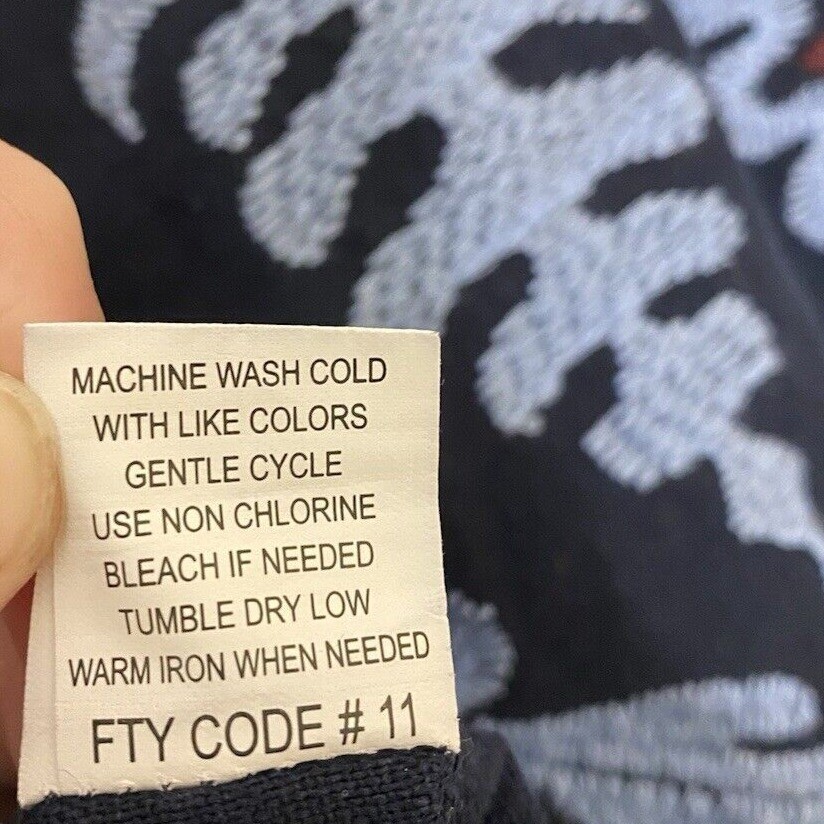 MACHINE WASH COLD
WITH LIKE COLORS
GENTLE CYCLE
USE NON CHLORINE
BLEACH IF NEEDED
TUMBLE DRY LOW
WARM IRON WHEN NEEDED
FTY CODE # 11